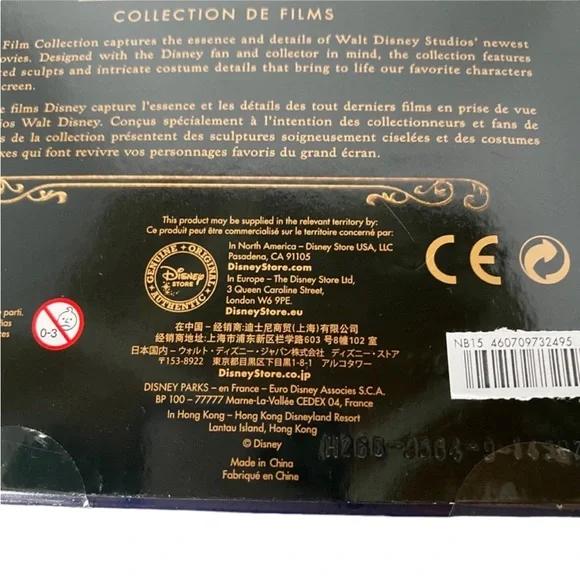 COLLECTION DE FILMS
Film Collection captures the essence and details of Walt Disney Studios' newest
ovies. Designed with the Disney fan and collector in mind, the collection features
ed sculpts and intricate costume details that bring to life our favorite characters
screen.
e films Disney capture l'essence et les détails des tout derniers films en prise de vue
ios Walt Disney. Conçus spécialement à l'intention des collectionneurs et fans de
s de la collection présentent des sculptures soigneusement ciselées et des costumes
xes qui font revivre vos personnages favoris du grand écran.
This product may be supplied in the relevant territory by:
Ce produit peut être commercialisé sur le territoire concerné par:
GENUINE • ORIGINAL
Disney
STORE
AUTHENTIC
In North America – Disney Store USA, LLC
Pasadena, CA 91105
DisneyStore.com
In Europe – The Disney Store Ltd,
3 Queen Caroline Street,
London W6 9PE.
DisneyStore.eu
CE
parti.
ñias
ces
0-3
在中国 - 经销商:迪士尼商贸(上海)有限公司
经销商地址:上海市浦东新区栏学路603 号8幢102 室
日本国内 – ウォルト・ディズニー・ジャパン株式会社 ディズニー・ストア
〒153-8922 東京都目黒区下目黒1-8-1 アルコタワー
DisneyStore.co.jp
DISNEY PARKS – en France – Euro Disney Associes S.C.A.
BP 100 – 77777 Marne-La-Vallée CEDEX 04, France
In Hong Kong – Hong Kong Disneyland Resort
Lantau Island, Hong Kong
© Disney
Made in China
Fabriqué en Chine
NB15 460709732495